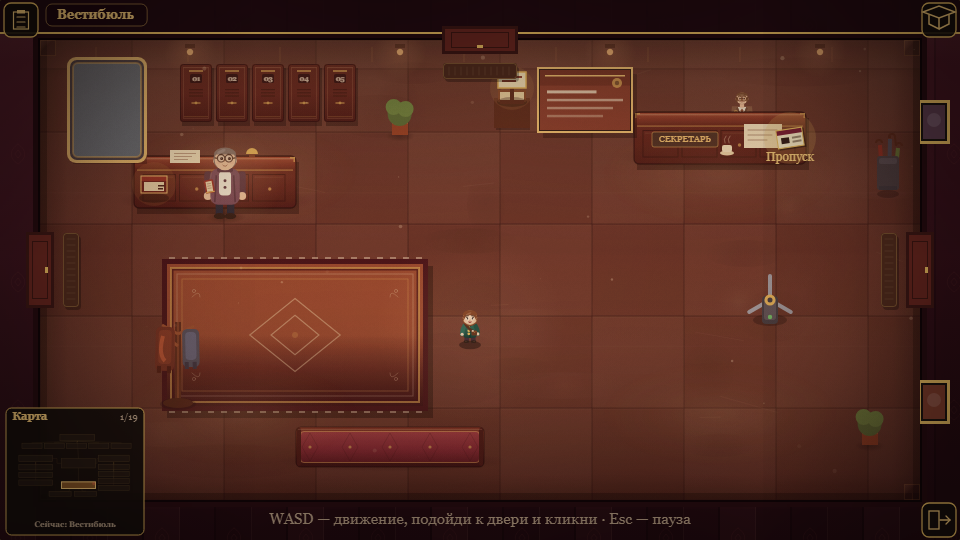 Вестибюль
01 02 03 04 05
СЕКРЕТАРЬ
Пропуск
Карта 1/19
Сейчас: Вестибюль
WASD — движение, подойди к двери и кликни · Esc — пауза